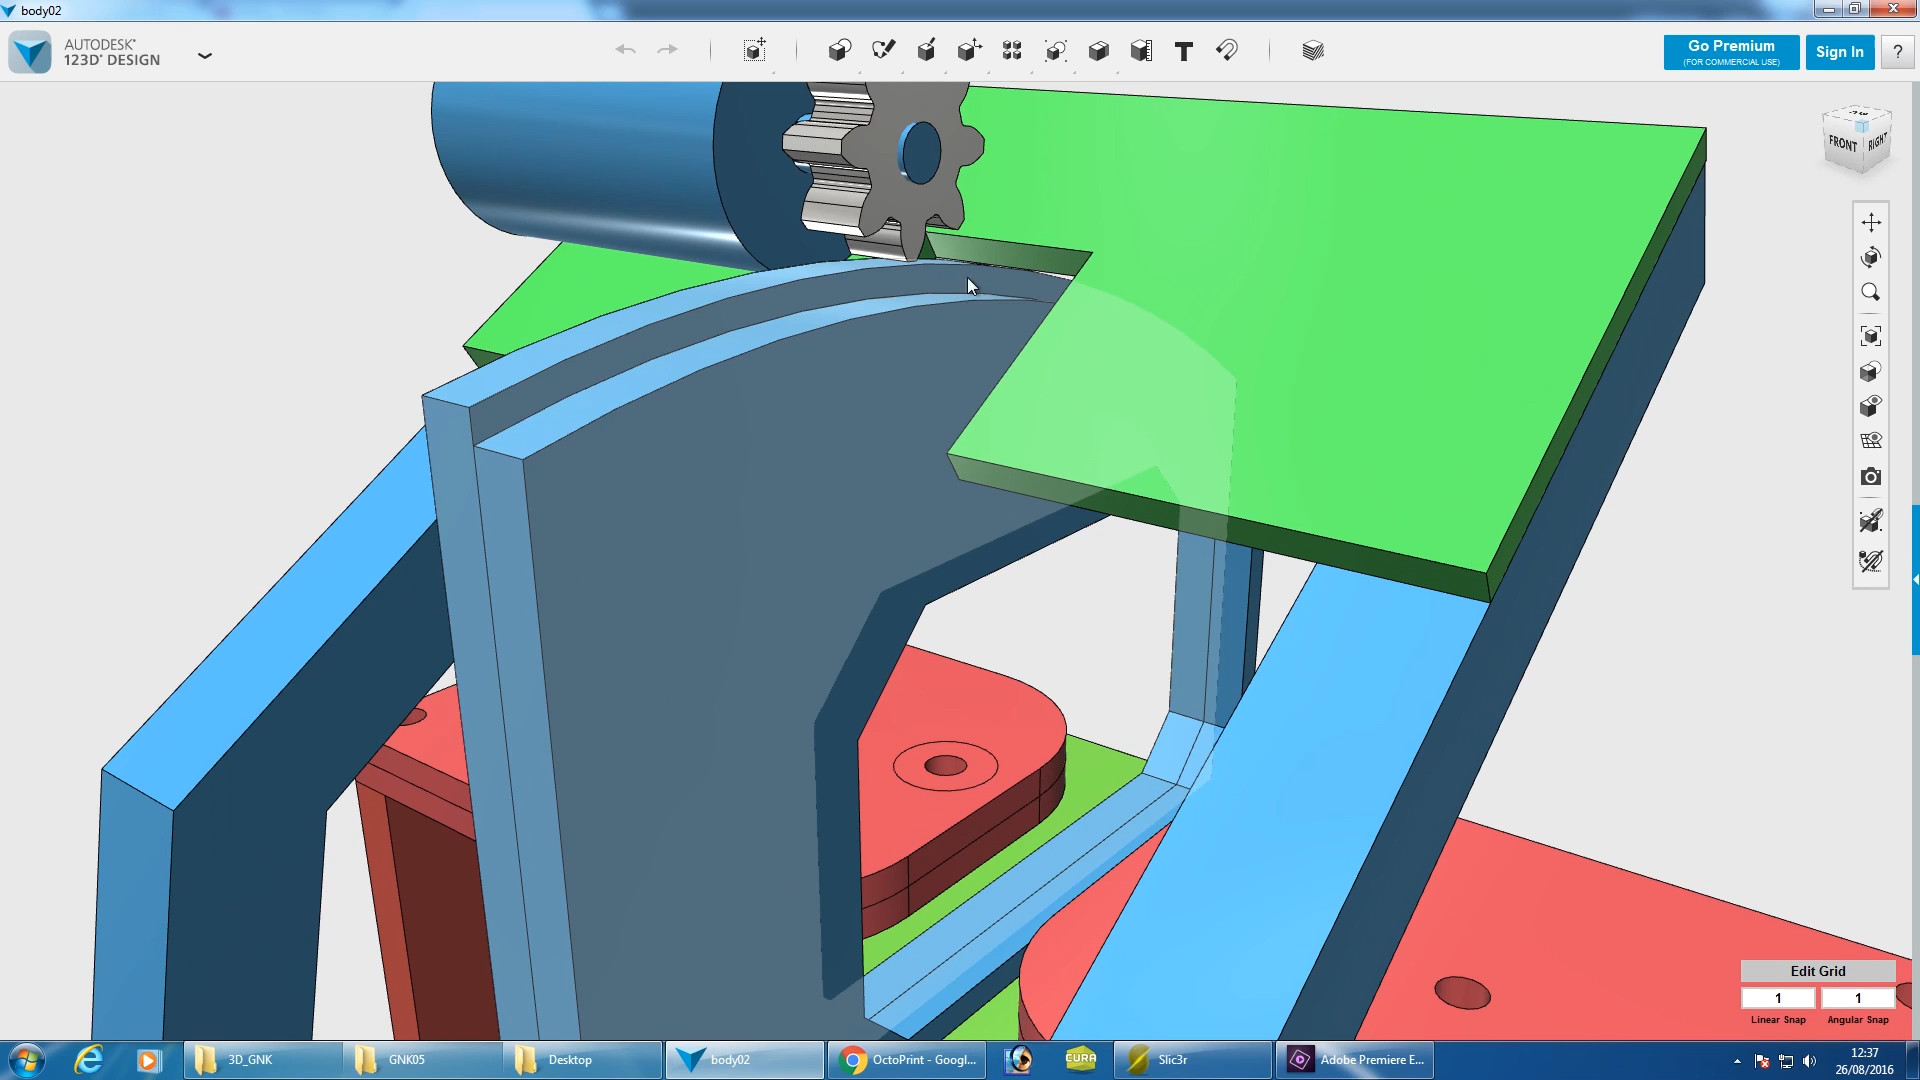 body02
AUTODESK®
123D® DESIGN
Go Premium
(FOR COMMERCIAL USE)
Sign In
?
FRONT
RIGHT
Edit Grid
1
1
Linear Snap
Angular Snap
3D_GNK
GNK05
Desktop
body02
OctoPrint - Googl...
CURA
Slic3r
Adobe Premiere E...
12:37
26/08/2016